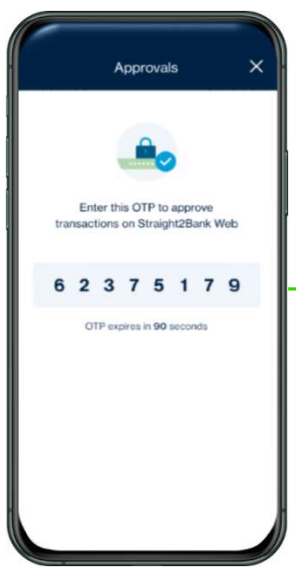 Approvals
Enter this OTP to approve
transactions on Straight2Bank Web
6 2 3 7 5 1 7 9
OTP expires in 90 seconds